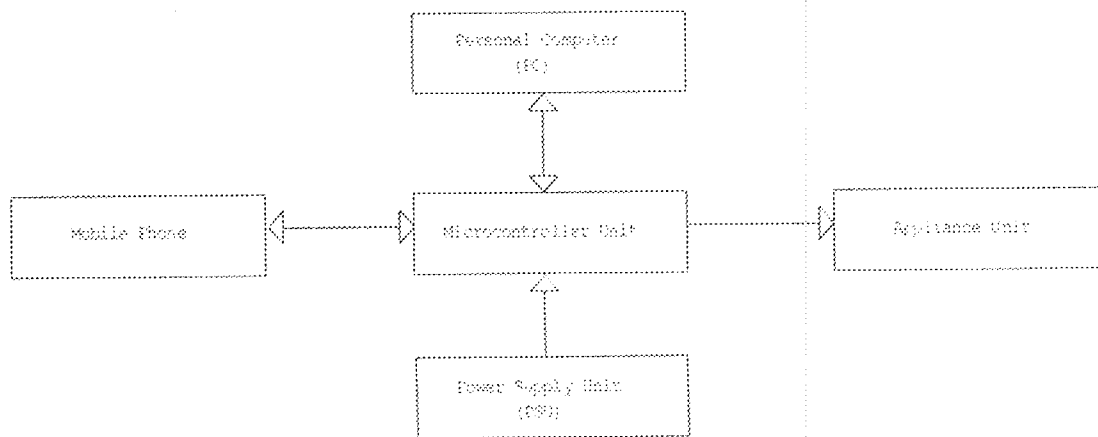 Personal Computer
(PC)
Mobile Phone
Microcontroller Unit
Appliance Unit
Power Supply Unit
(PSU)